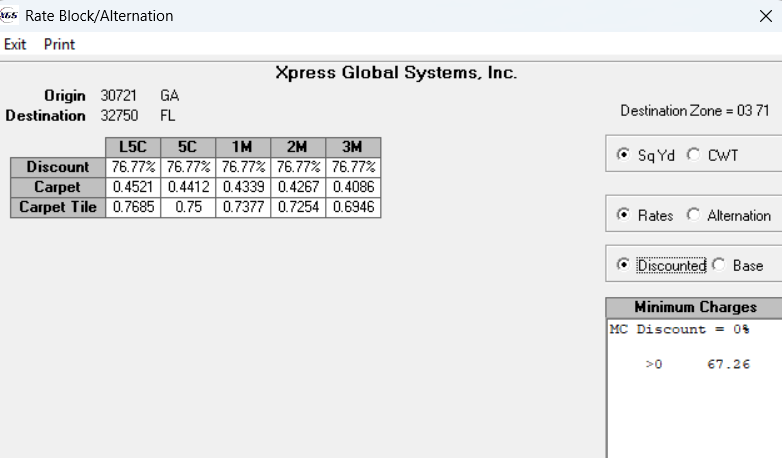 XGS Rate Block/Alternation
Exit Print
Xpress Global Systems, Inc.
Origin 30721 GA
Destination 32750 FL
Destination Zone = 03 71
L5C 5C 1M 2M 3M
Discount 76.77% 76.77% 76.77% 76.77% 76.77%
Carpet 0.4521 0.4412 0.4339 0.4267 0.4086
Carpet Tile 0.7685 0.75 0.7377 0.7254 0.6946
Sq Yd CWT
Rates Alternation
Discounted Base
Minimum Charges
MC Discount = 0%
>0 67.26